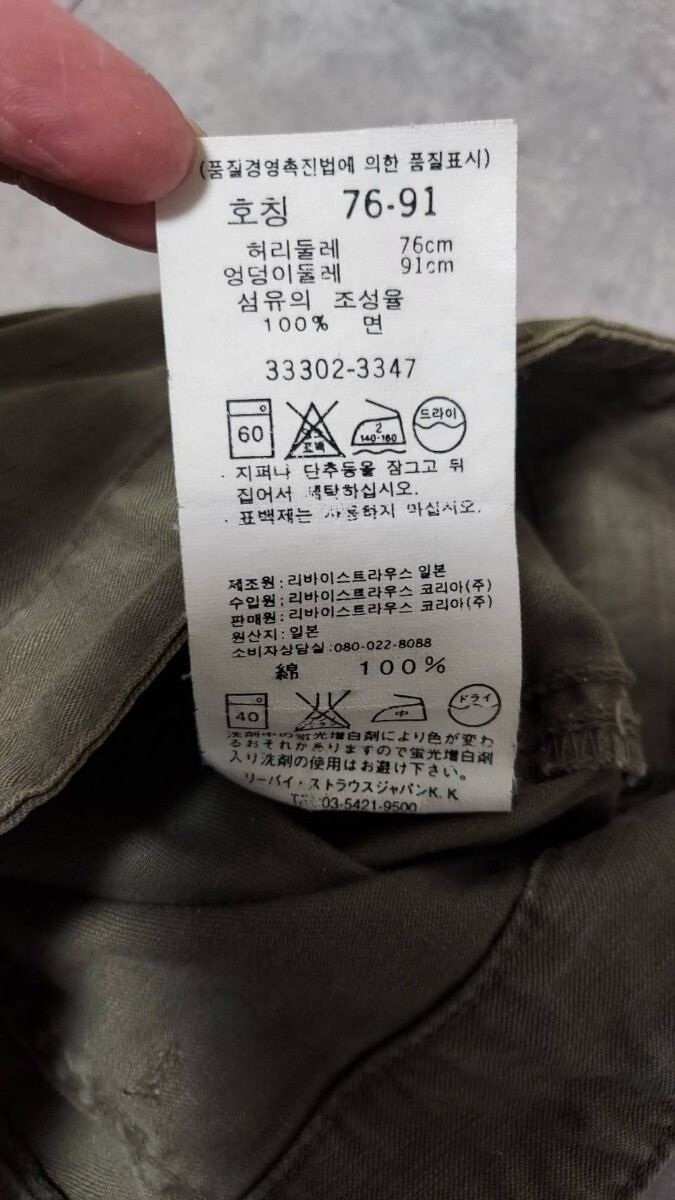 (품질경영촉진법에 의한 품질표시)
호칭 76-91
허리둘레 76cm
엉덩이둘레 91cm
섬유의 조성율
100% 면
33302-3347
60 표백 2 140-160 드라이
. 지퍼나 단추등을 잠그고 뒤
집어서 세탁하십시오.
. 표백제는 사용하지 마십시오.
제조원:리바이스트라우스 일본
수입원:리바이스트라우스 코리아(주)
판매원:리바이스트라우스 코리아(주)
원산지:일본
소비자상담실:080-022-8088
綿 100%
40 中 ドライ
洗剤中の蛍光増白剤により色が変わ
るおそれがありますので蛍光増白剤
入り洗剤の使用はお避け下さい。
リーバイ・ストラウスジャパンK.K
03-5421-9500